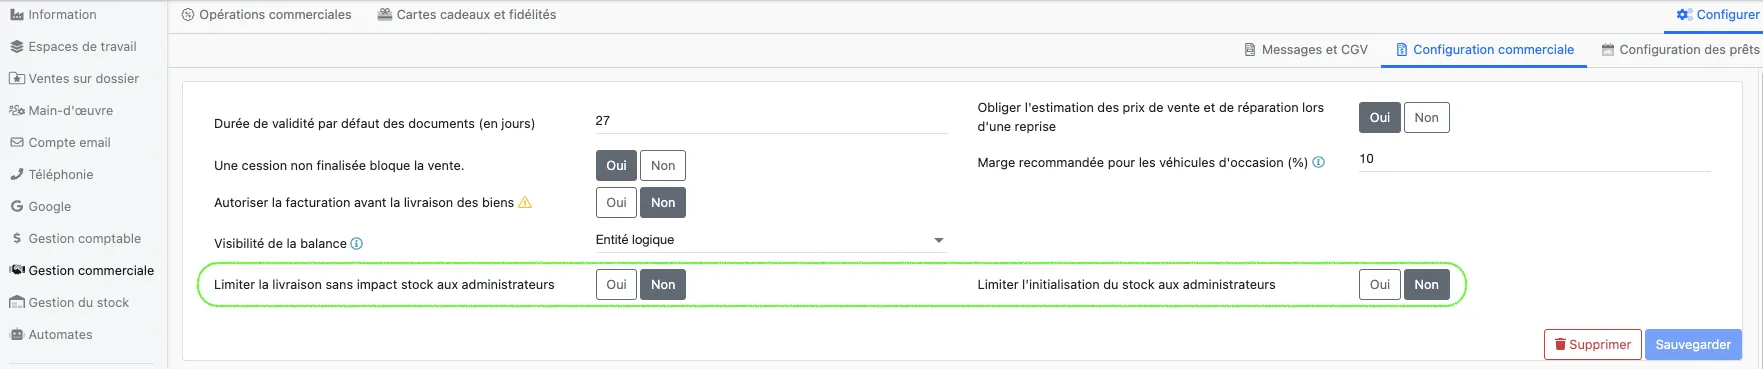 Information
Espaces de travail
Ventes sur dossier
Main-d'œuvre
Compte email
Téléphonie
Google
Gestion comptable
Gestion commerciale
Gestion du stock
Automates
Opérations commerciales
Cartes cadeaux et fidélités
Configurer
Messages et CGV
Configuration commerciale
Configuration des prêts
Durée de validité par défaut des documents (en jours)
27
Obliger l'estimation des prix de vente et de réparation lors
d'une reprise
Oui
Non
Une cession non finalisée bloque la vente.
Oui
Non
Marge recommandée pour les véhicules d'occasion (%)
10
Autoriser la facturation avant la livraison des biens
Oui
Non
Visibilité de la balance
Entité logique
Limiter la livraison sans impact stock aux administrateurs
Oui
Non
Limiter l'initialisation du stock aux administrateurs
Oui
Non
Supprimer
Sauvegarder